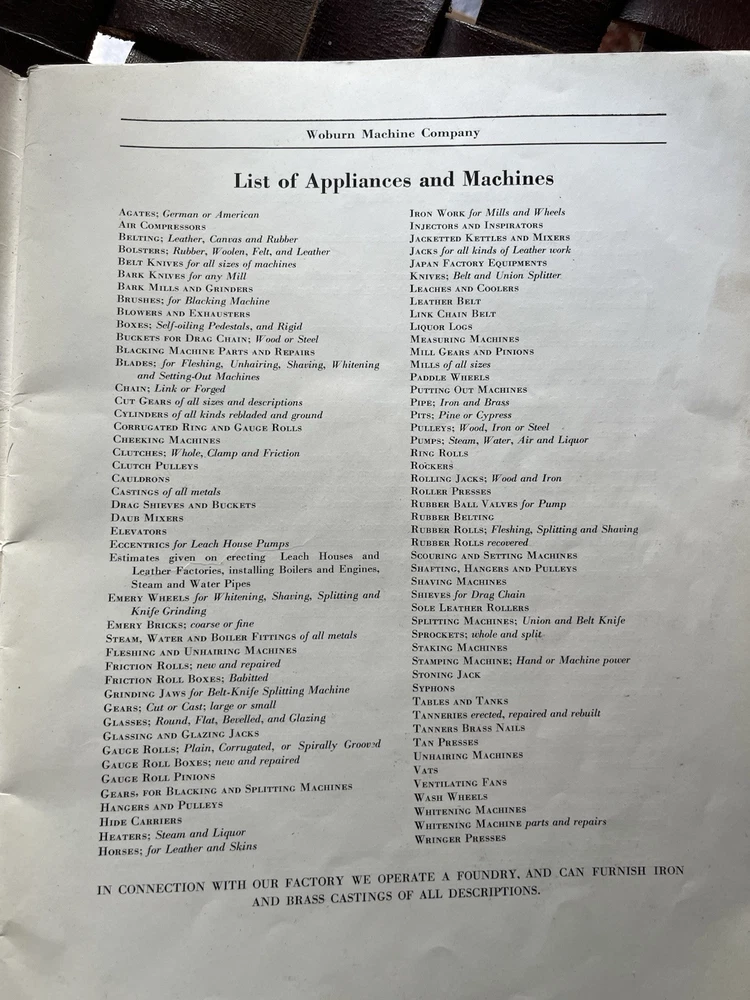 Woburn Machine Company
List of Appliances and Machines
AGATES; German or American
AIR COMPRESSORS
BELTING; Leather, Canvas and Rubber
BOLSTERS; Rubber, Woolen, Felt, and Leather
BELT KNIVES for all sizes of machines
BARK KNIVES for any Mill
BARK MILLS AND GRINDERS
BRUSHES; for Blacking Machine
BLOWERS AND EXHAUSTERS
BOXES; Self-oiling Pedestals, and Rigid
BUCKETS FOR DRAG CHAIN; Wood or Steel
BLACKING MACHINE PARTS AND REPAIRS
BLADES; for Fleshing, Unhairing, Shaving, Whitening
and Setting-Out Machines
CHAIN; Link or Forged
CUT GEARS of all sizes and descriptions
CYLINDERS of all kinds rebladed and ground
CORRUGATED RING AND GAUGE ROLLS
CHEEKING MACHINES
CLUTCHES; Whole, Clamp and Friction
CLUTCH PULLEYS
CAULDRONS
CASTINGS of all metals
DRAG SHIEVES AND BUCKETS
DAUB MIXERS
ELEVATORS
ECCENTRICS for Leach House Pumps
Estimates given on erecting Leach Houses and
Leather Factories, installing Boilers and Engines,
Steam and Water Pipes
EMERY WHEELS for Whitening, Shaving, Splitting and
Knife Grinding
EMERY BRICKS; coarse or fine
STEAM, WATER AND BOILER FITTINGS of all metals
FLESHING AND UNHAIRING MACHINES
FRICTION ROLLS; new and repaired
FRICTION ROLL BOXES; Babitted
GRINDING JAWS for Belt-Knife Splitting Machine
GEARS; Cut or Cast; large or small
GLASSES; Round, Flat, Bevelled, and Glazing
GLASSING AND GLAZING JACKS
GAUGE ROLLS; Plain, Corrugated, or Spirally Grooved
GAUGE ROLL BOXES; new and repaired
GAUGE ROLL PINIONS
GEARS, FOR BLACKING AND SPLITTING MACHINES
HANGERS AND PULLEYS
HIDE CARRIERS
HEATERS; Steam and Liquor
HORSES; for Leather and Skins
IRON WORK for Mills and Wheels
INJECTORS AND INSPIRATORS
JACKETTED KETTLES AND MIXERS
JACKS for all kinds of Leather work
JAPAN FACTORY EQUIPMENTS
KNIVES; Belt and Union Splitter
LEACHES AND COOLERS
LEATHER BELT
LINK CHAIN BELT
LIQUOR LOGS
MEASURING MACHINES
MILL GEARS AND PINIONS
MILLS of all sizes
PADDLE WHEELS
PUTTING OUT MACHINES
PIPE; Iron and Brass
PITS; Pine or Cypress
PULLEYS; Wood, Iron or Steel
PUMPS; Steam, Water, Air and Liquor
RING ROLLS
ROCKERS
ROLLING JACKS; Wood and Iron
ROLLER PRESSES
RUBBER BALL VALVES for Pump
RUBBER BELTING
RUBBER ROLLS; Fleshing, Splitting and Shaving
RUBBER ROLLS recovered
SCOURING AND SETTING MACHINES
SHAFTING, HANGERS AND PULLEYS
SHAVING MACHINES
SHIEVES for Drag Chain
SOLE LEATHER ROLLERS
SPLITTING MACHINES; Union and Belt Knife
SPROCKETS; whole and split
STAKING MACHINES
STAMPING MACHINE; Hand or Machine power
STONING JACK
SYPHONS
TABLES AND TANKS
TANNERIES erected, repaired and rebuilt
TANNERS BRASS NAILS
TAN PRESSES
UNHAIRING MACHINES
VATS
VENTILATING FANS
WASH WHEELS
WHITENING MACHINES
WHITENING MACHINE parts and repairs
WRINGER PRESSES
IN CONNECTION WITH OUR FACTORY WE OPERATE A FOUNDRY, AND CAN FURNISH IRON
AND BRASS CASTINGS OF ALL DESCRIPTIONS.